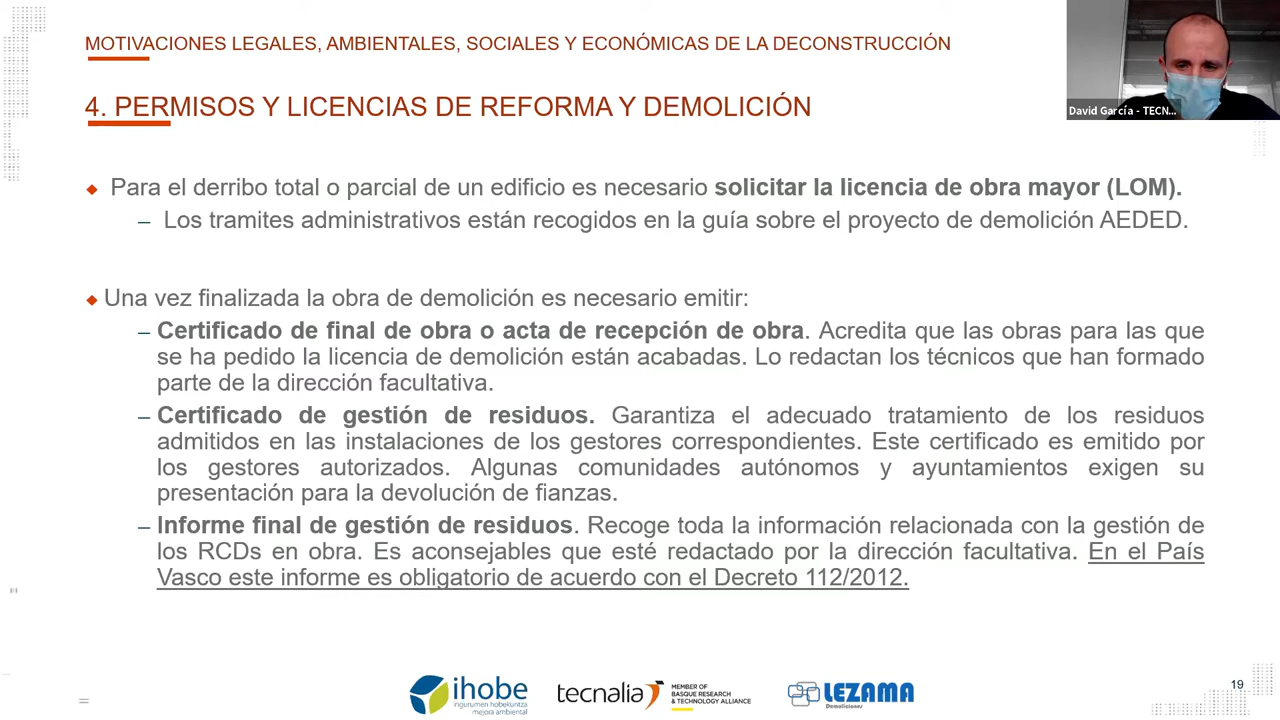 MOTIVACIONES LEGALES, AMBIENTALES, SOCIALES Y ECONÓMICAS DE LA DECONSTRUCCIÓN
David García - TECN...
4. PERMISOS Y LICENCIAS DE REFORMA Y DEMOLICIÓN
Para el derribo total o parcial de un edificio es necesario solicitar la licencia de obra mayor (LOM).
– Los tramites administrativos están recogidos en la guía sobre el proyecto de demolición AEDED.
Una vez finalizada la obra de demolición es necesario emitir:
– Certificado de final de obra o acta de recepción de obra. Acredita que las obras para las que
se ha pedido la licencia de demolición están acabadas. Lo redactan los técnicos que han formado
parte de la dirección facultativa.
– Certificado de gestión de residuos. Garantiza el adecuado tratamiento de los residuos
admitidos en las instalaciones de los gestores correspondientes. Este certificado es emitido por
los gestores autorizados. Algunas comunidades autónomos y ayuntamientos exigen su
presentación para la devolución de fianzas.
– Informe final de gestión de residuos. Recoge toda la información relacionada con la gestión de
los RCDs en obra. Es aconsejables que esté redactado por la dirección facultativa. En el País
Vasco este informe es obligatorio de acuerdo con el Decreto 112/2012.
ihobe
ingurumen hobekuntza
mejora ambiental
tecnalia
MEMBER OF
BASQUE RESEARCH
& TECHNOLOGY ALLIANCE
LEZAMA
Demoliciones
19